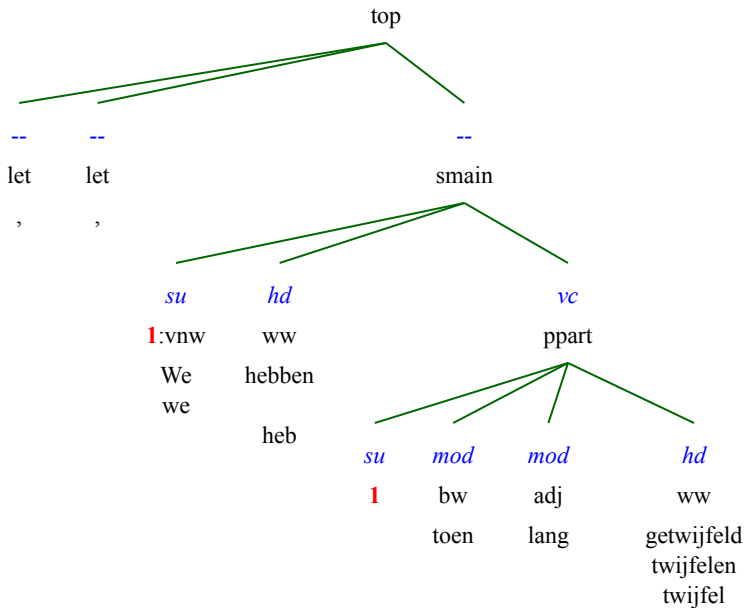 top
-- -- --
let let smain
, ,
su hd vc
1:vnw ww ppart
We hebben
we
heb
su mod mod hd
1 bw adj ww
toen lang getwijfeld
twijfelen
twijfel